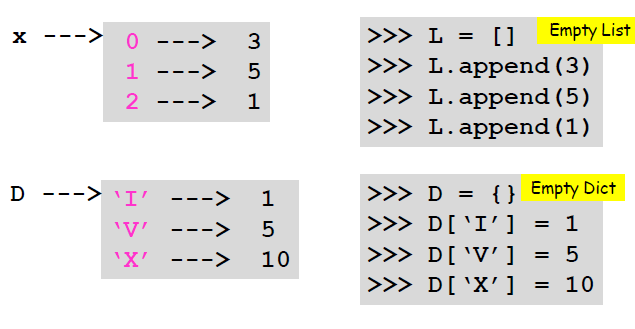 x ---> 0 ---> 3
1 ---> 5
2 ---> 1
>>> L = [] Empty List
>>> L.append(3)
>>> L.append(5)
>>> L.append(1)
D ---> ‘I’ ---> 1
‘V’ ---> 5
‘X’ ---> 10
>>> D = {} Empty Dict
>>> D[‘I’] = 1
>>> D[‘V’] = 5
>>> D[‘X’] = 10